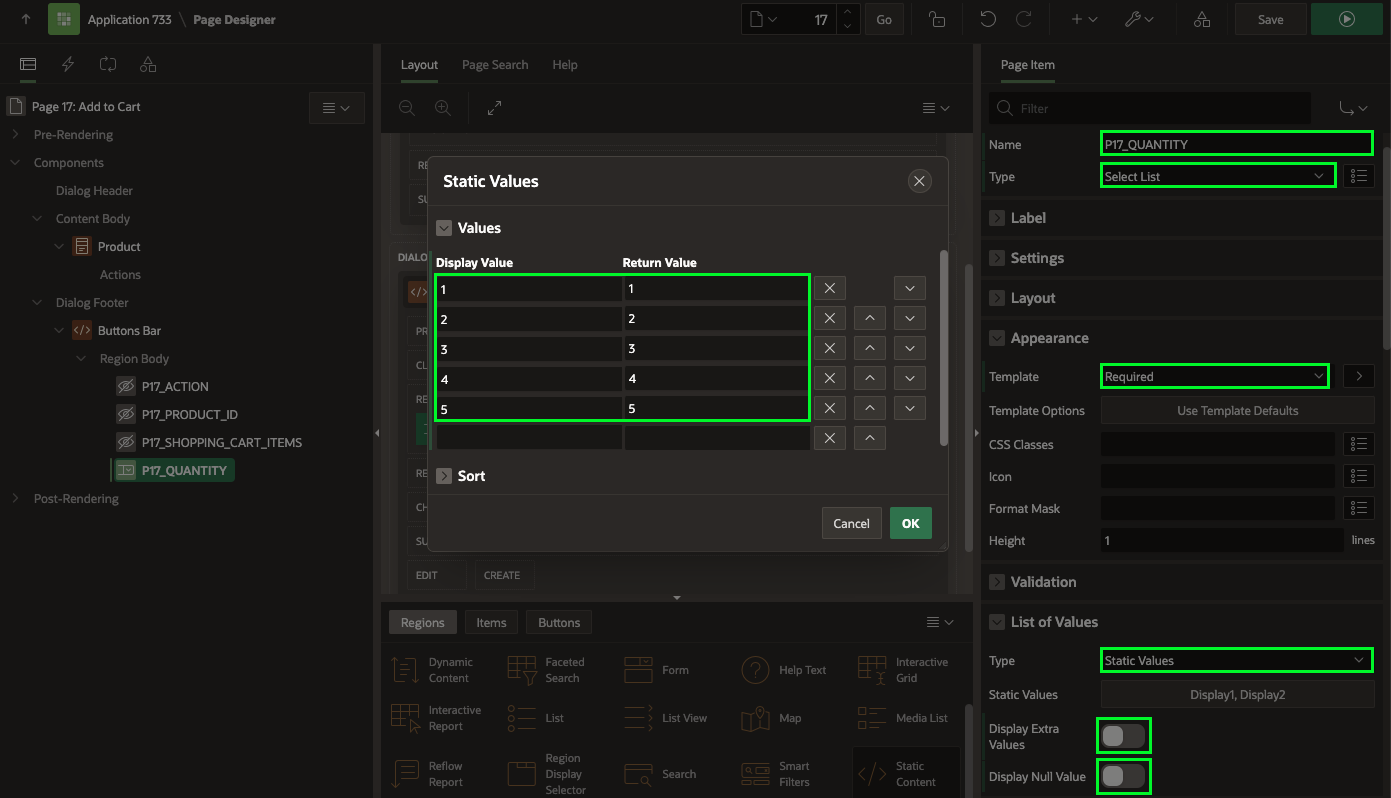 Application 733 \ Page Designer
17
Go
Save
Page 17: Add to Cart
Pre-Rendering
Components
Dialog Header
Content Body
Product
Actions
Dialog Footer
Buttons Bar
Region Body
P17_ACTION
P17_PRODUCT_ID
P17_SHOPPING_CART_ITEMS
P17_QUANTITY
Post-Rendering
Layout Page Search Help
RE
SU
DIALO
PR
CL
RE
RE
CH
SU
EDIT CREATE
Static Values
Values
Display Value Return Value
1 1
2 2
3 3
4 4
5 5
Sort
Cancel OK
Regions Items Buttons
Dynamic Content
Faceted Search
Form
Help Text
Interactive Grid
Interactive Report
List
List View
Map
Media List
Reflow Report
Region Display Selector
Search
Smart Filters
Static Content
Page Item
Filter
Name P17_QUANTITY
Type Select List
Label
Settings
Layout
Appearance
Template Required
Template Options Use Template Defaults
CSS Classes
Icon
Format Mask
Height 1 lines
Validation
List of Values
Type Static Values
Static Values Display1, Display2
Display Extra
Values
Display Null Value